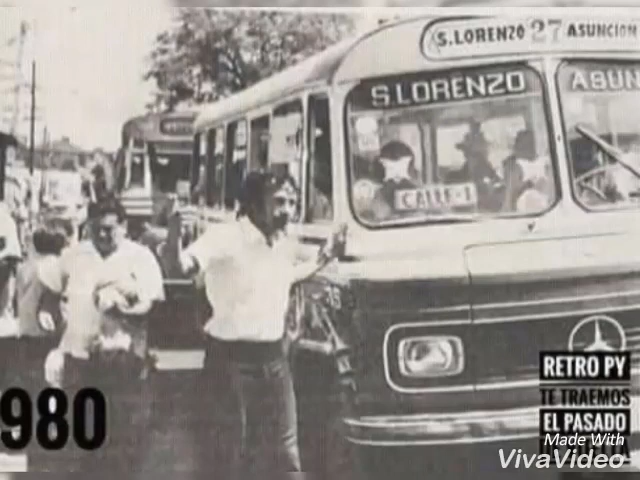 S.LORENZO 27 ASUNCION
S.LORENZO
ASUN
CALLE-1
980
RETRO PY
TE TRAEMOS
EL PASADO
Made With
VivaVideo